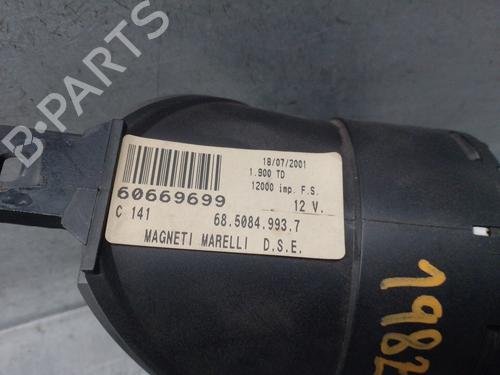 B-PARTS
18/07/2001
1.900 TD
12000 imp. F.S.
60669699
12 V.
C 141
68.5084.993.7
MAGNETI MARELLI D.S.E.